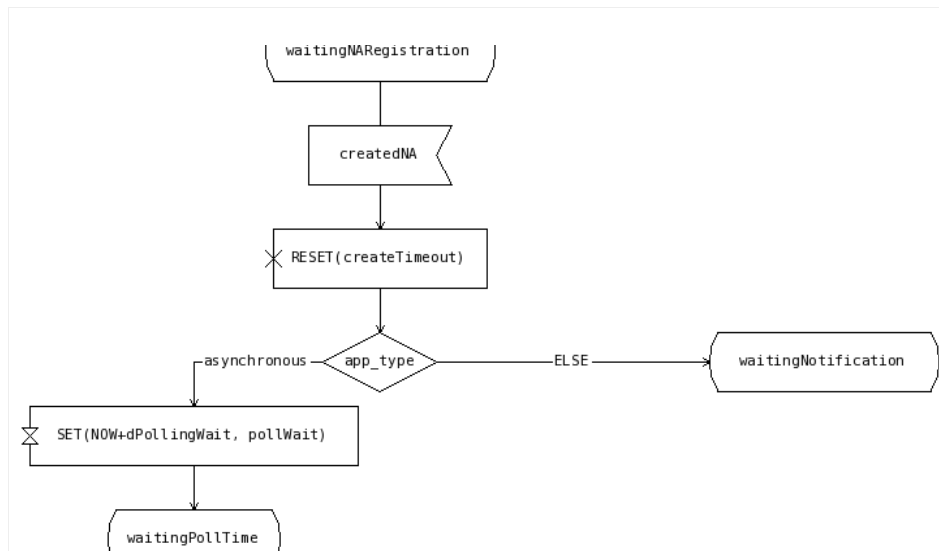 waitingNARegistration
createdNA
RESET(createTimeout)
asynchronous
app_type
ELSE
waitingNotification
SET(NOW+dPollingWait, pollWait)
waitingPollTime